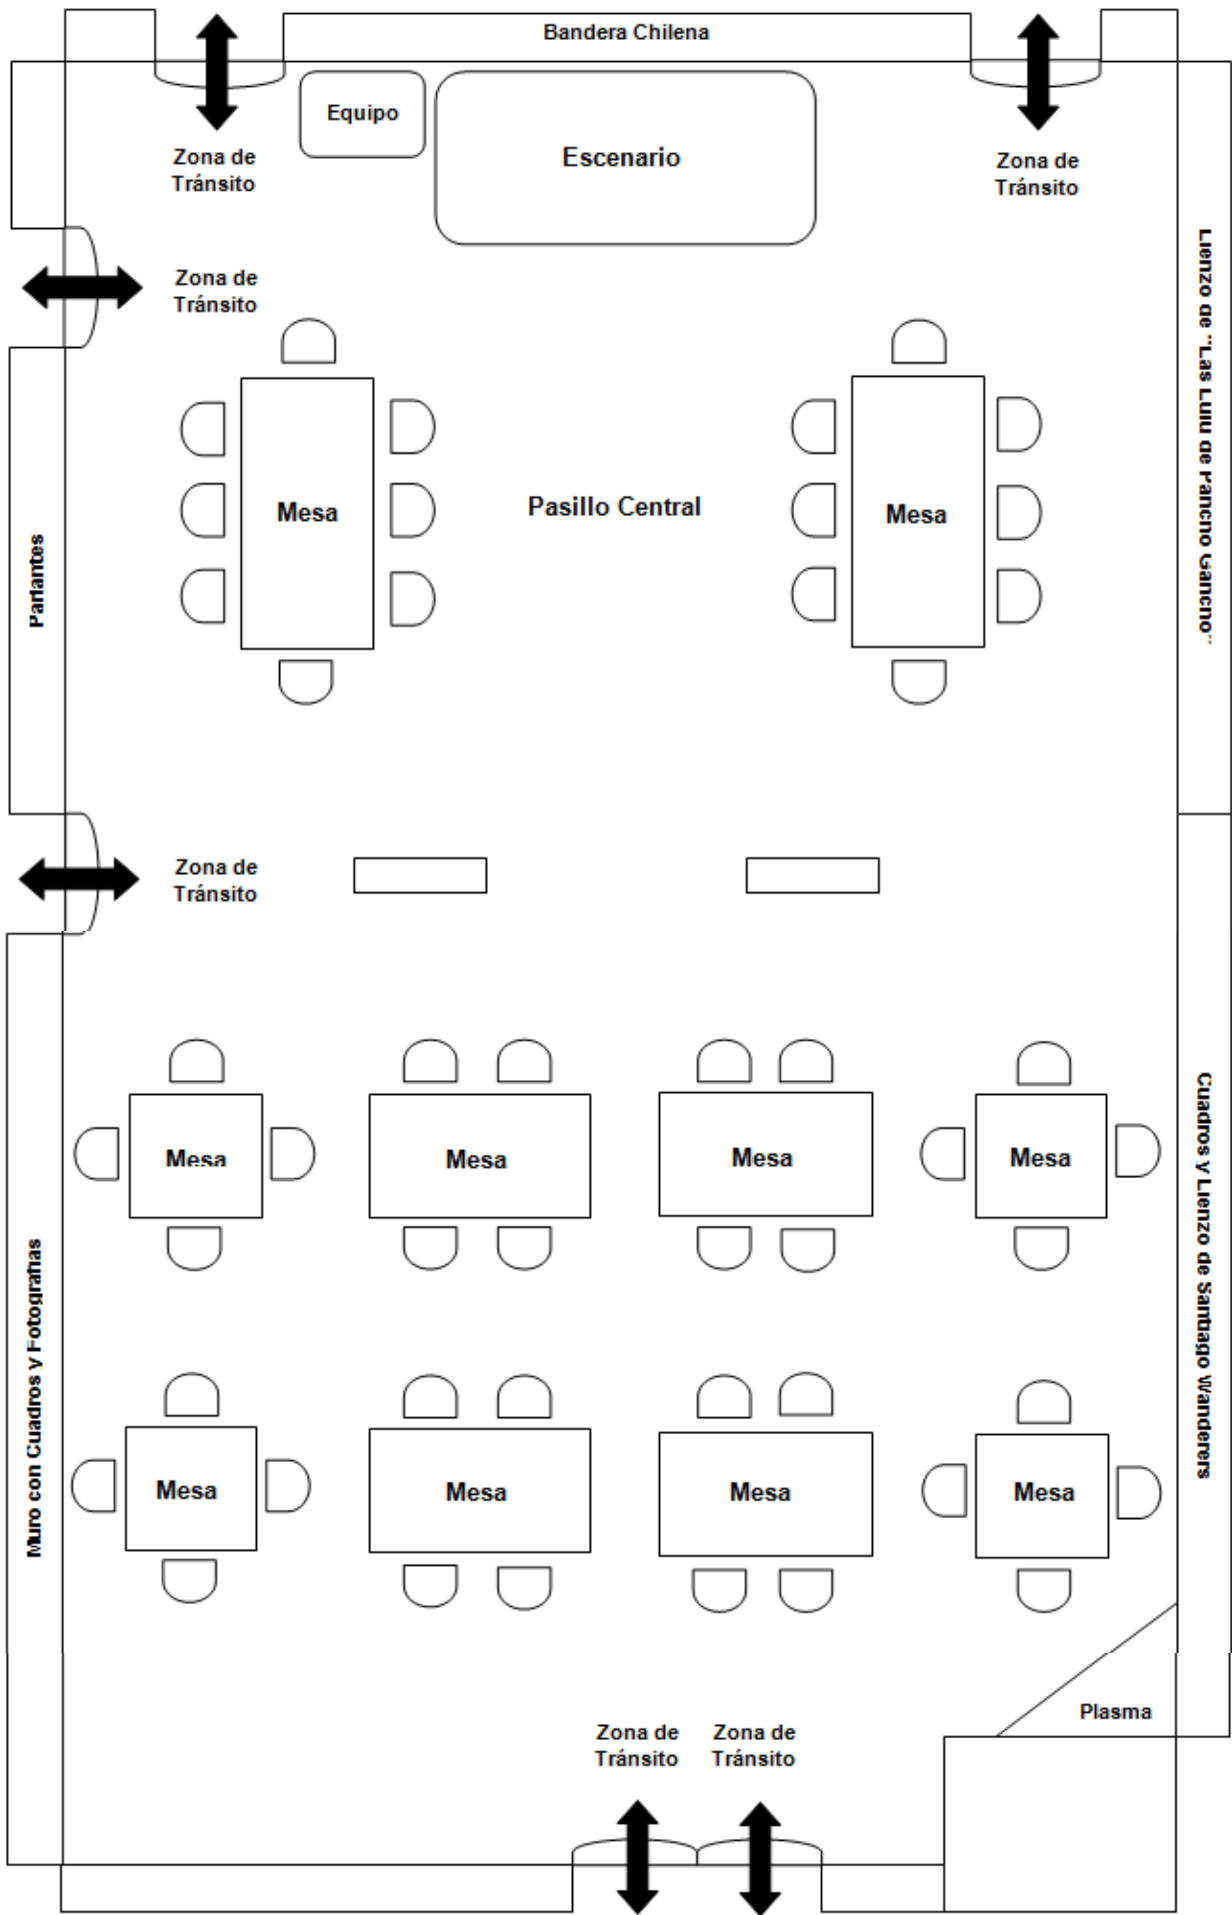 Bandera Chilena
Equipo
Escenario
Zona de
Tránsito
Zona de
Tránsito
Zona de
Tránsito
Lienzo de "Las Lulú de Pancho Gancho"
Mesa
Pasillo Central
Mesa
Parlantes
Zona de
Tránsito
Mesa
Mesa
Mesa
Mesa
Cuadros y Lienzo de Santiago Wanderers
Muro con Cuadros y Fotografías
Mesa
Mesa
Mesa
Mesa
Plasma
Zona de
Tránsito
Zona de
Tránsito